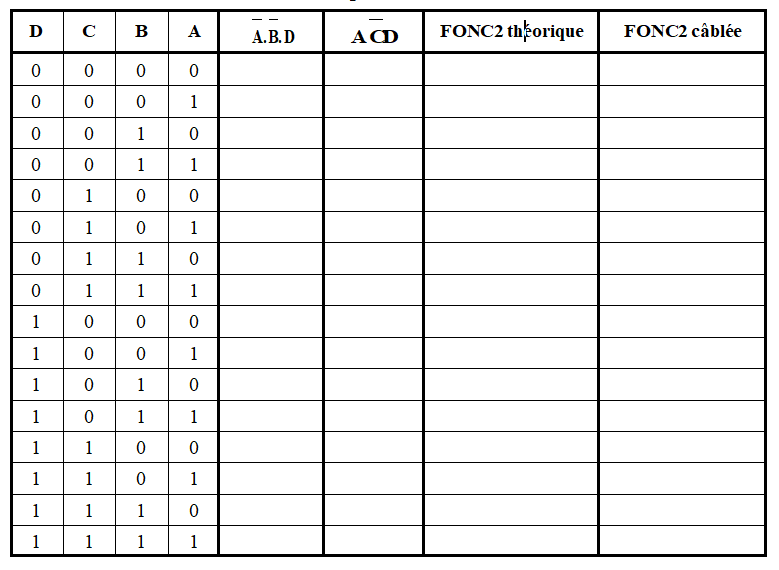 D C B A A̅.B̅.D A C̅D FONC2 théorique FONC2 câblée
0 0 0 0
0 0 0 1
0 0 1 0
0 0 1 1
0 1 0 0
0 1 0 1
0 1 1 0
0 1 1 1
1 0 0 0
1 0 0 1
1 0 1 0
1 0 1 1
1 1 0 0
1 1 0 1
1 1 1 0
1 1 1 1